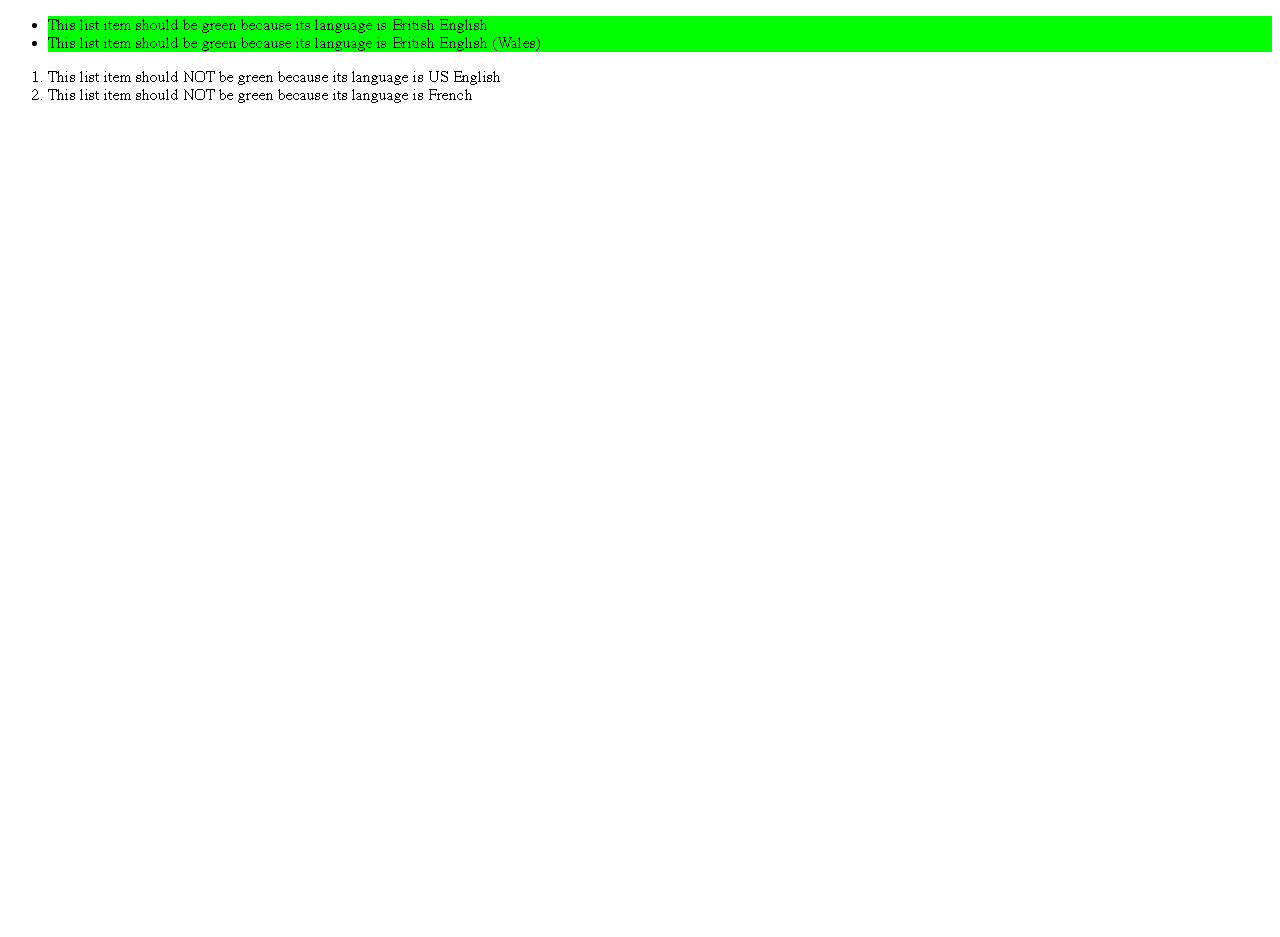 • This list item should be green because its language is British English
• This list item should be green because its language is British English (Wales)
1. This list item should NOT be green because its language is US English
2. This list item should NOT be green because its language is French